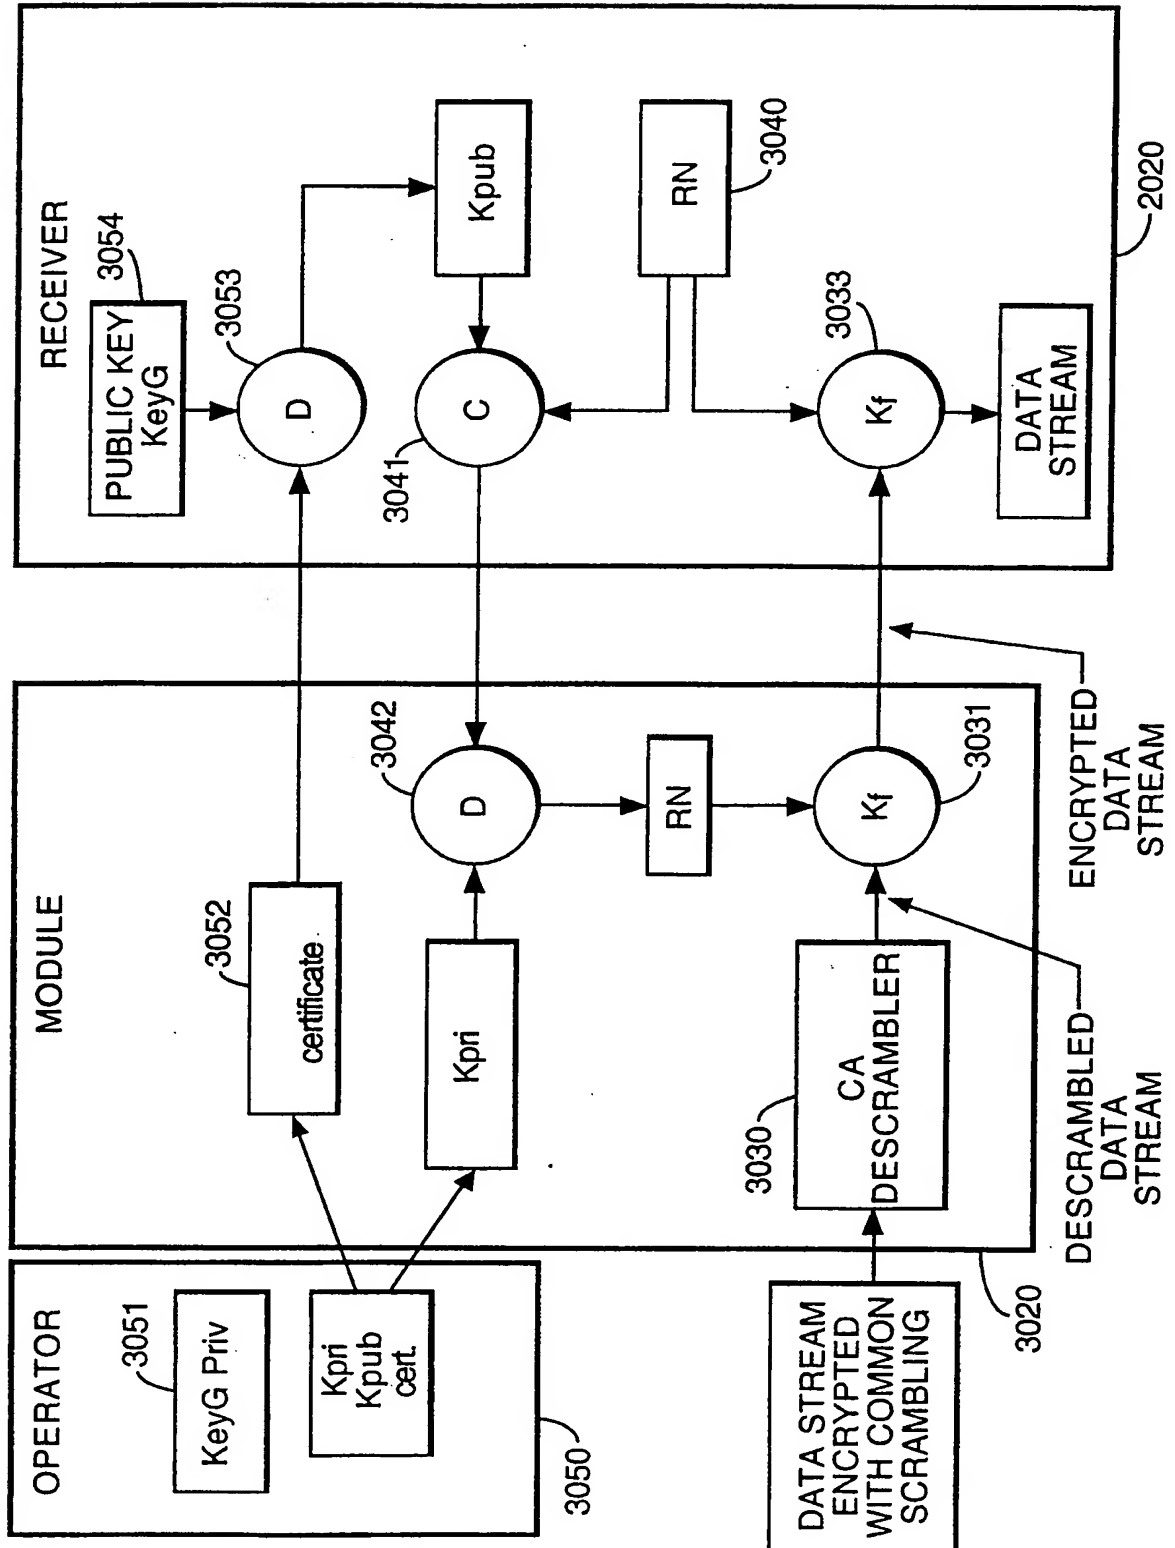 OPERATOR
3051
KeyG Priv
Kpri
Kpub
cert.
3050
DATA STREAM
ENCRYPTED
WITH COMMON
SCRAMBLING
MODULE
3052
certificate
Kpri
3042
D
RN
3030
CA
DESCRAMBLER
Kf
3031
3020
DESCRAMBLED
DATA
STREAM
ENCRYPTED
DATA
STREAM
RECEIVER
3054
PUBLIC KEY
KeyG
3053
D
Kpub
3041
C
RN
3040
3033
Kf
DATA
STREAM
2020